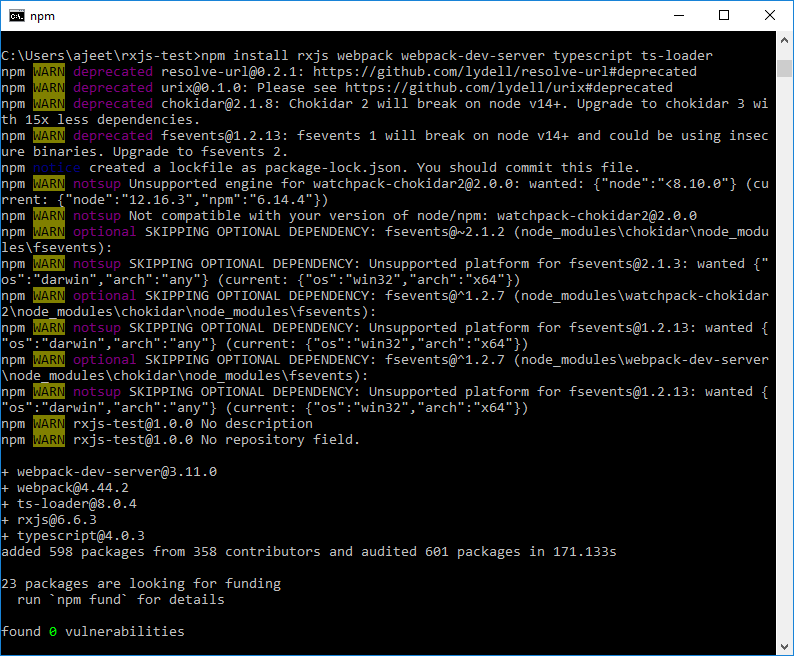 npm
C:\Users\ajeet\rxjs-test>npm install rxjs webpack webpack-dev-server typescript ts-loader
npm WARN deprecated resolve-url@0.2.1: https://github.com/lydell/resolve-url#deprecated
npm WARN deprecated urix@0.1.0: Please see https://github.com/lydell/urix#deprecated
npm WARN deprecated chokidar@2.1.8: Chokidar 2 will break on node v14+. Upgrade to chokidar 3 wi
th 15x less dependencies.
npm WARN deprecated fsevents@1.2.13: fsevents 1 will break on node v14+ and could be using insec
ure binaries. Upgrade to fsevents 2.
npm notice created a lockfile as package-lock.json. You should commit this file.
npm WARN notsup Unsupported engine for watchpack-chokidar2@2.0.0: wanted: {"node":"<8.10.0"} (cu
rrent: {"node":"12.16.3","npm":"6.14.4"})
npm WARN notsup Not compatible with your version of node/npm: watchpack-chokidar2@2.0.0
npm WARN optional SKIPPING OPTIONAL DEPENDENCY: fsevents@~2.1.2 (node_modules\chokidar\node_modu
les\fsevents):
npm WARN notsup SKIPPING OPTIONAL DEPENDENCY: Unsupported platform for fsevents@2.1.3: wanted {"
os":"darwin","arch":"any"} (current: {"os":"win32","arch":"x64"})
npm WARN optional SKIPPING OPTIONAL DEPENDENCY: fsevents@^1.2.7 (node_modules\watchpack-chokidar
2\node_modules\chokidar\node_modules\fsevents):
npm WARN notsup SKIPPING OPTIONAL DEPENDENCY: Unsupported platform for fsevents@1.2.13: wanted {
"os":"darwin","arch":"any"} (current: {"os":"win32","arch":"x64"})
npm WARN optional SKIPPING OPTIONAL DEPENDENCY: fsevents@^1.2.7 (node_modules\webpack-dev-server
\node_modules\chokidar\node_modules\fsevents):
npm WARN notsup SKIPPING OPTIONAL DEPENDENCY: Unsupported platform for fsevents@1.2.13: wanted {
"os":"darwin","arch":"any"} (current: {"os":"win32","arch":"x64"})
npm WARN rxjs-test@1.0.0 No description
npm WARN rxjs-test@1.0.0 No repository field.
+ webpack-dev-server@3.11.0
+ webpack@4.44.2
+ ts-loader@8.0.4
+ rxjs@6.6.3
+ typescript@4.0.3
added 598 packages from 358 contributors and audited 601 packages in 171.133s
23 packages are looking for funding
run `npm fund` for details
found 0 vulnerabilities